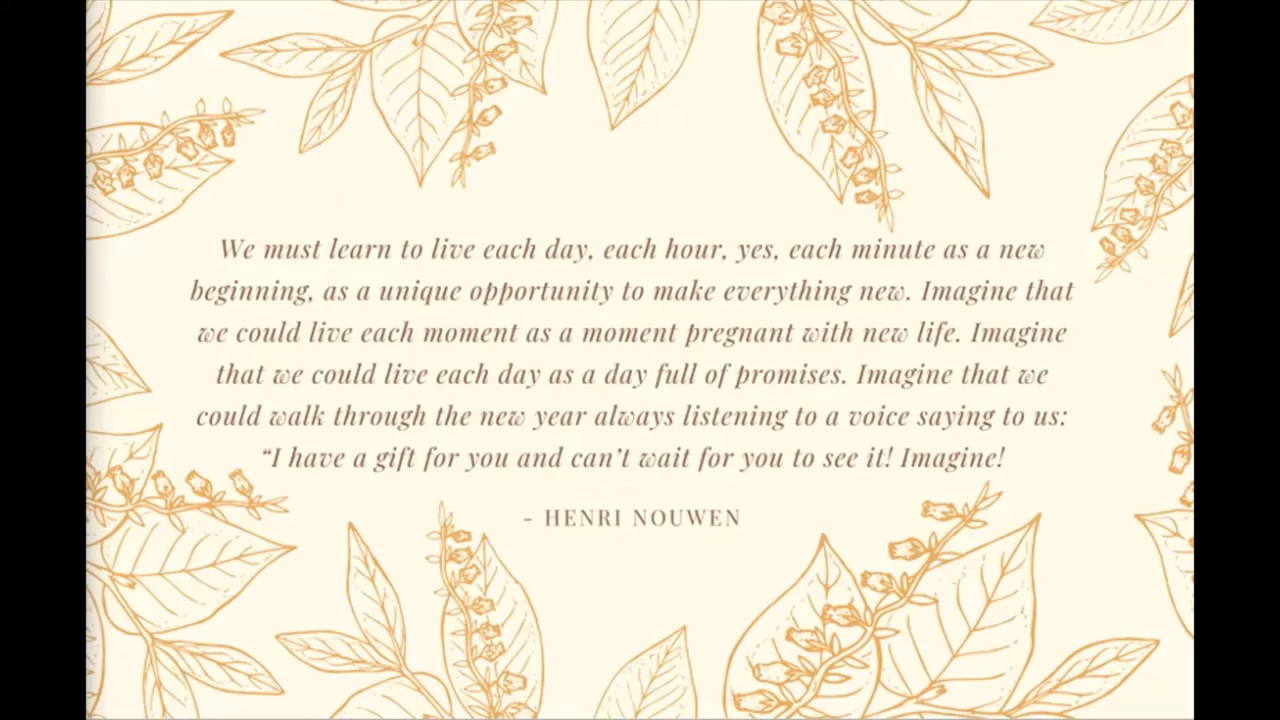 We must learn to live each day, each hour, yes, each minute as a new
beginning, as a unique opportunity to make everything new. Imagine that
we could live each moment as a moment pregnant with new life. Imagine
that we could live each day as a day full of promises. Imagine that we
could walk through the new year always listening to a voice saying to us:
“I have a gift for you and can’t wait for you to see it! Imagine!
- HENRI NOUWEN